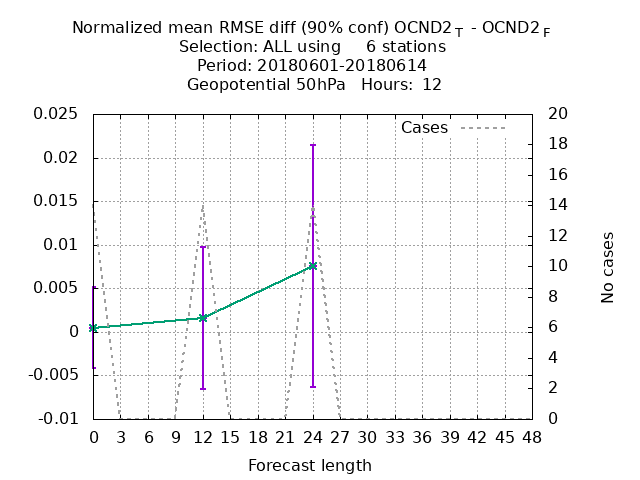 Normalized mean RMSE diff (90% conf) OCND2 T - OCND2 F
Selection: ALL using 6 stations
Period: 20180601-20180614
Geopotential 50hPa Hours: 12
Cases
0.025
0.02
0.015
0.01
0.005
0
-0.005
-0.01
20
18
16
14
12
10
8
6
4
2
0
No cases
0 3 6 9 12 15 18 21 24 27 30 33 36 39 42 45 48
Forecast length